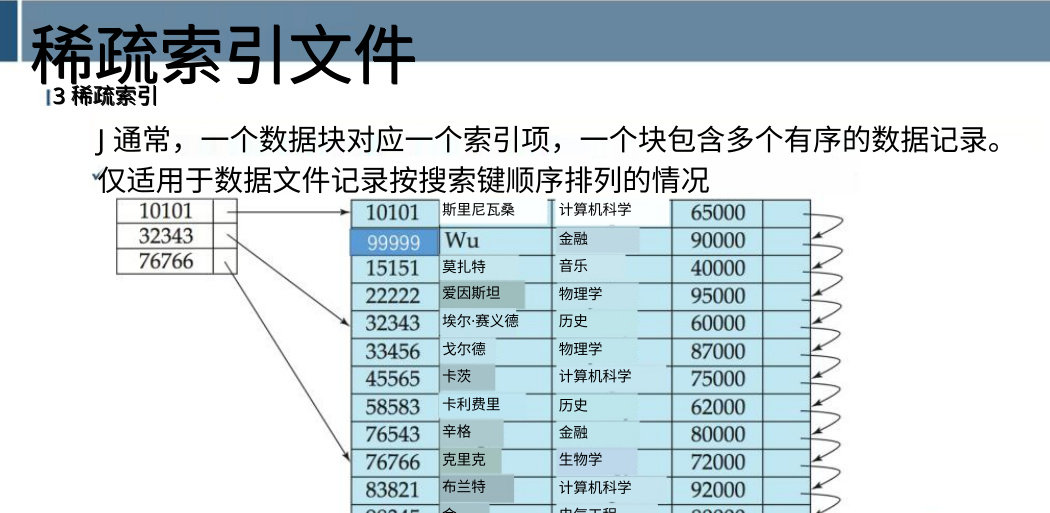 稀疏索引文件
3 稀疏索引
J 通常，一个数据块对应一个索引项，一个块包含多个有序的数据记录。
仅适用于数据文件记录按搜索键顺序排列的情况
10101
32343
76766
10101 斯里尼瓦桑 计算机科学 65000
99999 Wu 金融 90000
15151 莫扎特 音乐 40000
22222 爱因斯坦 物理学 95000
32343 埃尔·赛义德 历史 60000
33456 戈尔德 物理学 87000
45565 卡茨 计算机科学 75000
58583 卡利费里 历史 62000
76543 辛格 金融 80000
76766 克里克 生物学 72000
83821 布兰特 计算机科学 92000